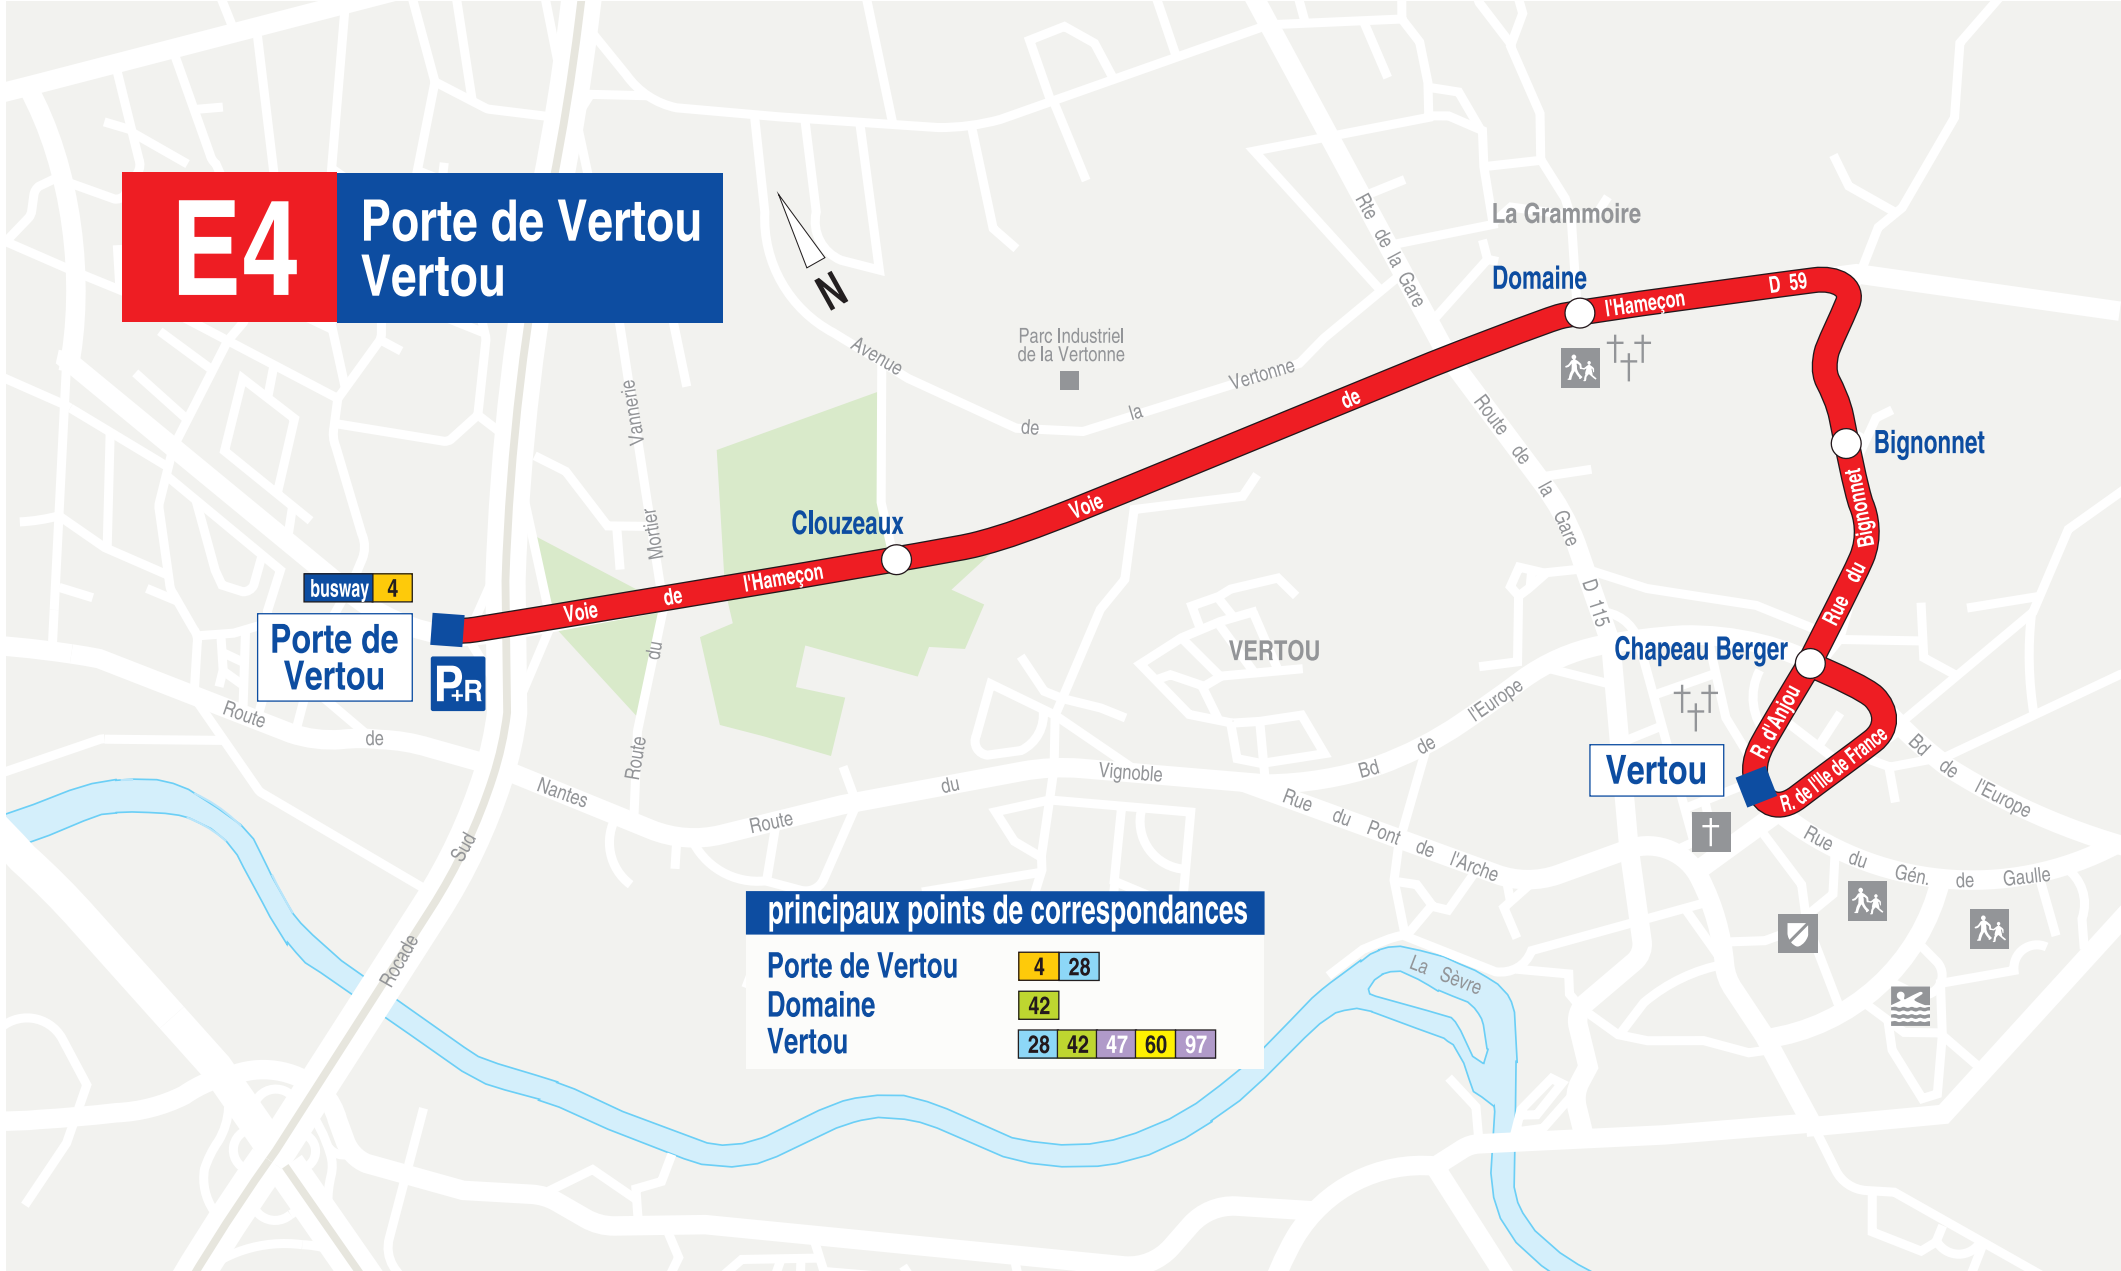 E4
Porte de Vertou
Vertou
N
La Grammoire
Domaine
l'Hameçon
D 59
Rte de la Gare
Parc Industriel
de la Vertonne
Avenue
de
la
Vertonne
de
Vannerie
Route de la Gare
D 115
Bignonnet
Clouzeaux
Voie
Mortier
du
Route
Voie
de
l'Hameçon
busway 4
Porte de
Vertou
P+R
VERTOU
Rue du Bignonnet
Chapeau Berger
R. d'Anjou
R. de l'Ile de France
Vertou
Bd de l'Europe
Bd de l'Europe
Route
de
Nantes
Route
du
Vignoble
Rue du Pont de l'Arche
Rue du Gén. de Gaulle
Rocade
Sud
La Sèvre
principaux points de correspondances
Porte de Vertou 4 28
Domaine 42
Vertou 28 42 47 60 97